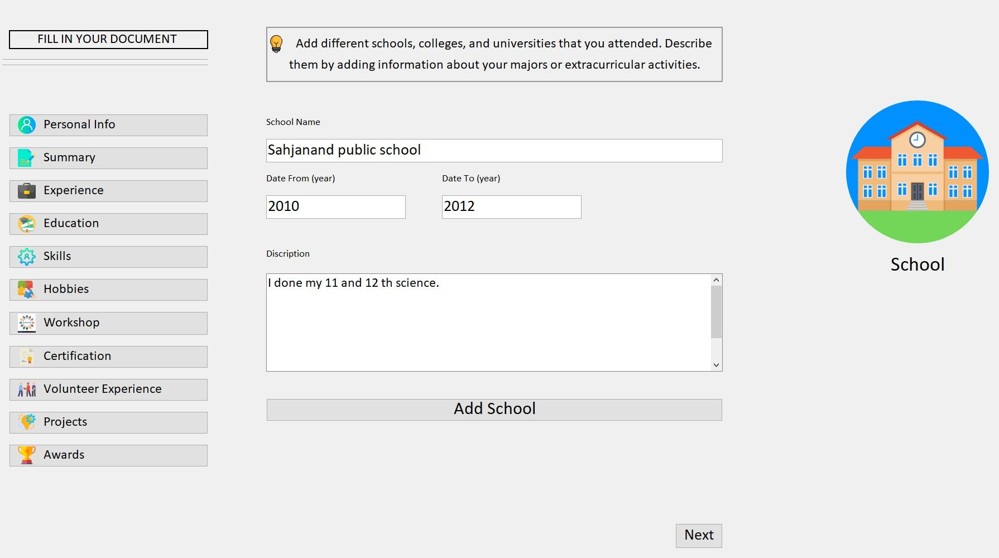 FILL IN YOUR DOCUMENT
Add different schools, colleges, and universities that you attended. Describe
them by adding information about your majors or extracurricular activities.
Personal Info
Summary
Experience
Education
Skills
Hobbies
Workshop
Certification
Volunteer Experience
Projects
Awards
School Name
Sahjanand public school
Date From (year)
Date To (year)
2010
2012
Discription
I done my 11 and 12 th science.
Add School
Next
School